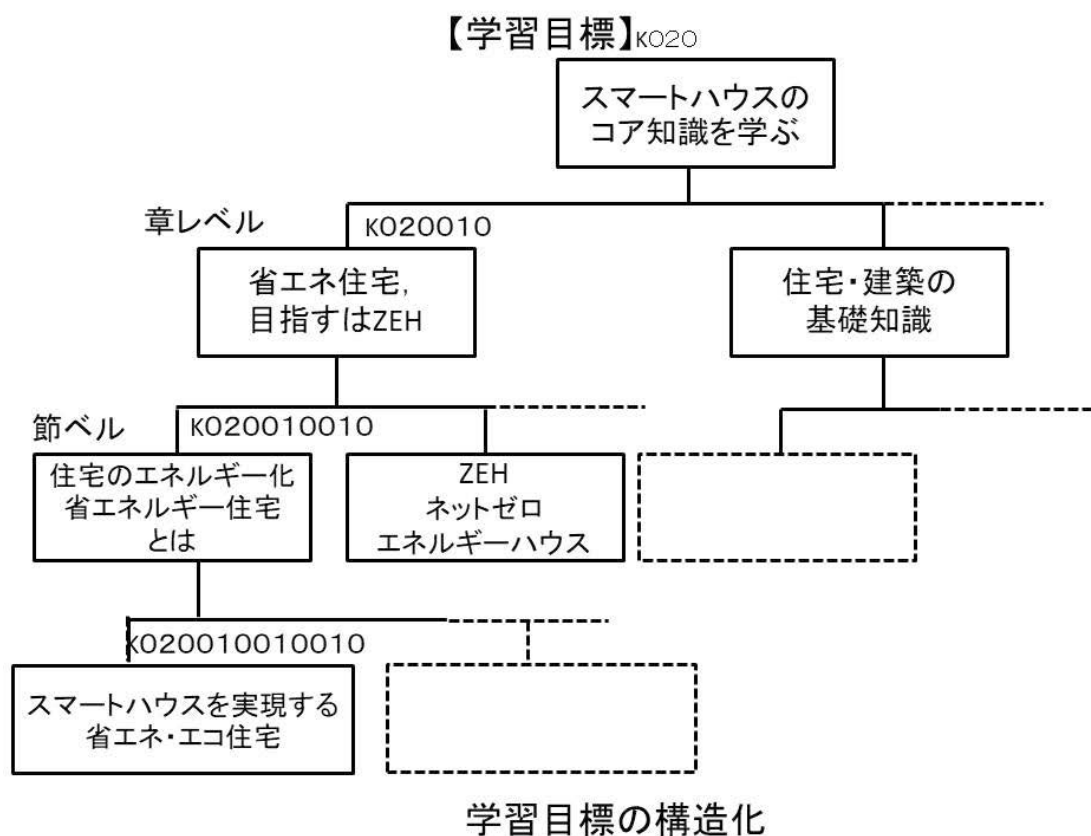 【学習目標】K020
スマートハウスの
コア知識を学ぶ
章レベル
K020010
省エネ住宅,
目指すはZEH
住宅・建築の
基礎知識
節ベル
K020010010
住宅のエネルギー化
省エネルギー住宅
とは
ZEH
ネットゼロ
エネルギーハウス
K020010010010
スマートハウスを実現する
省エネ・エコ住宅
学習目標の構造化